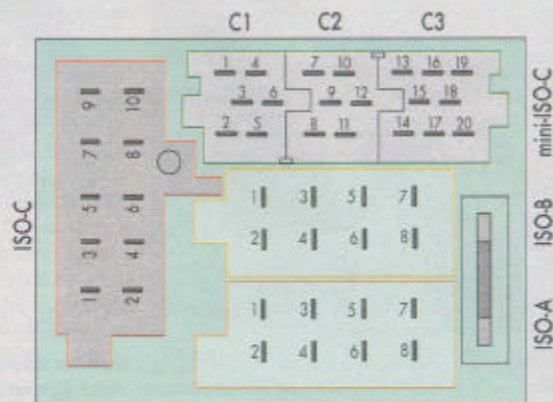 C1 C2 C3
1 4 7 10 13 16 19
3 6 9 12 15 18
2 5 8 11 14 17 20
mini-ISO-C
ISO-C
9 10
7 8
5 6
3 4
1 2
1 3 5 7
2 4 6 8
ISO-B
1 3 5 7
2 4 6 8
ISO-A